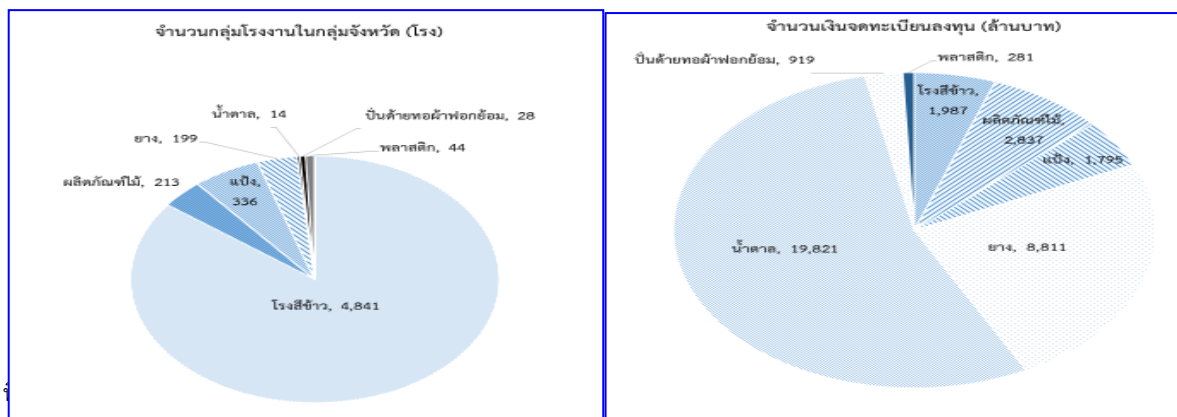 จำนวนกลุ่มโรงงานในกลุ่มจังหวัด (โรง)
น้ำตาล, 14
ปั่นด้ายทอผ้าฟอกย้อม, 28
ยาง, 199
พลาสติก, 44
ผลิตภัณฑ์ไม้, 213
แป้ง,
336
โรงสีข้าว, 4,841
จำนวนเงินจดทะเบียนลงทุน (ล้านบาท)
ปั่นด้ายทอผ้าฟอกย้อม, 919
พลาสติก, 281
โรงสีข้าว,
1,987
ผลิตภัณฑ์ไม้,
2,837
แป้ง, 1,795
น้ำตาล, 19,821
ยาง, 8,811